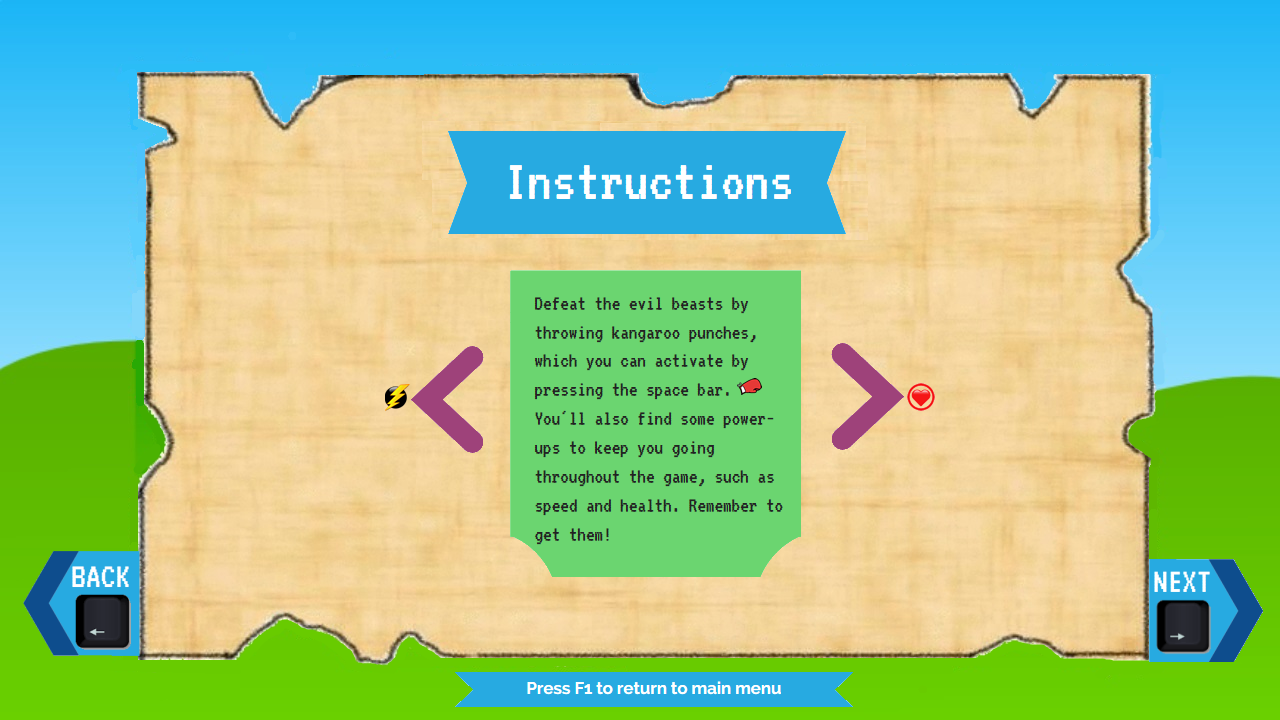 Instructions
Defeat the evil beasts by
throwing kangaroo punches,
which you can activate by
pressing the space bar.
You´ll also find some power-
ups to keep you going
throughout the game, such as
speed and health. Remember to
get them!
BACK
←
NEXT
→
Press F1 to return to main menu